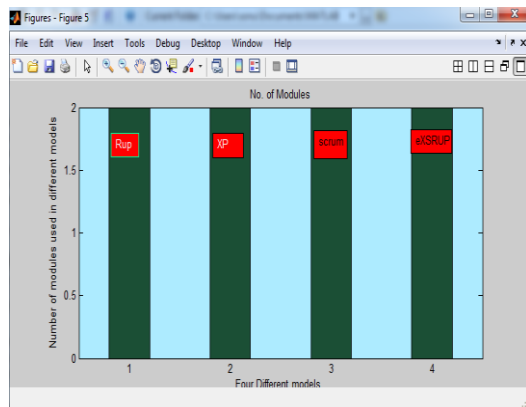 Figures - Figure 5
File Edit View Insert Tools Debug Desktop Window Help
No. of Modules
Number of modules used in different models
2
1.5
1
0.5
0
Rup
XP
scrum
eXSRUP
1 2 3 4
Four Different models